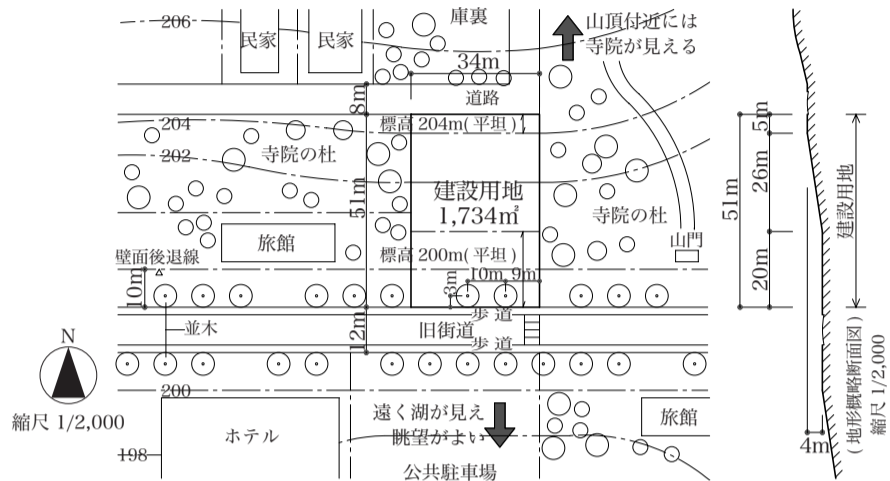 206
民家
民家
庫裏
山頂付近には
寺院が見える
34m
道路
8m
204
標高 204m(平坦)
5m
202
寺院の杜
51m
建設用地
1,734㎡
寺院の杜
51m
26m
建設用地
旅館
山門
壁面後退線
標高 200m(平坦)
20m
10m
3m
10m
9m
歩 道
並木
旧街道
12m
歩 道
N
縮尺 1/2,000
200
ホテル
遠く湖が見え
眺望がよい
旅館
198
公共駐車場
4m
(地形概略断面図)
縮尺 1/2,000